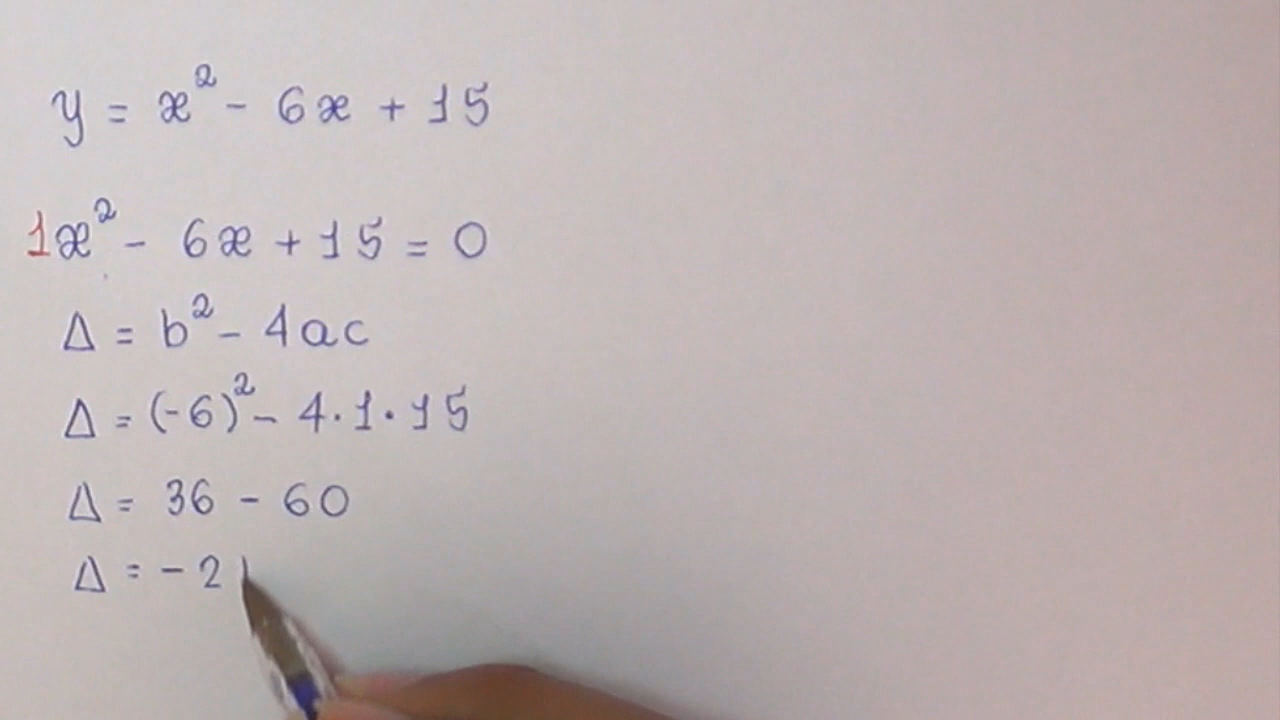 y = x² - 6x + 15
1x² - 6x + 15 = 0
Δ = b² - 4ac
Δ = (-6)² - 4·1·15
Δ = 36 - 60
Δ = -2